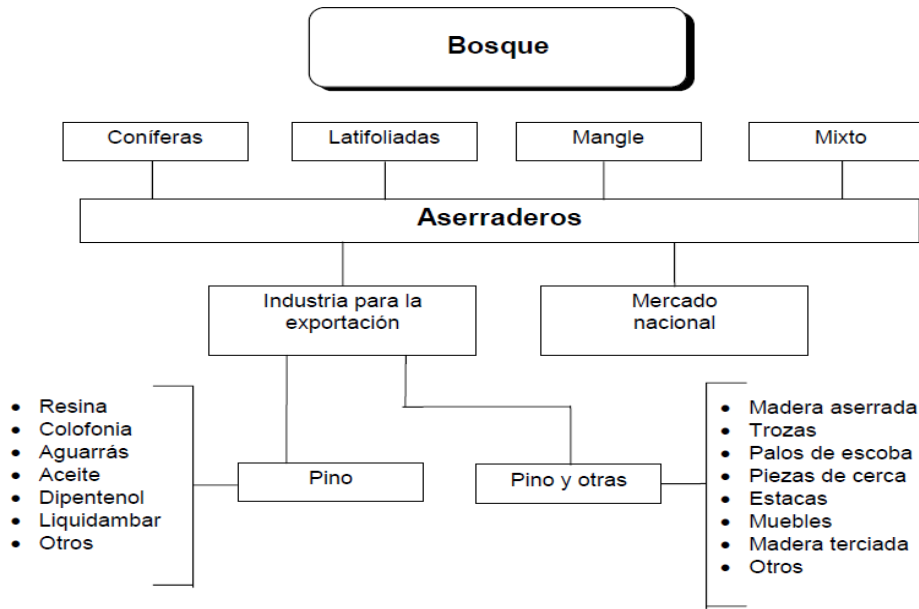 Bosque
Coníferas
Latifoliadas
Mangle
Mixto
Aserraderos
Industria para la
exportación
Mercado
nacional
• Resina
• Colofonia
• Aguarrás
• Aceite
• Dipentenol
• Liquidambar
• Otros
Pino
Pino y otras
• Madera aserrada
• Trozas
• Palos de escoba
• Piezas de cerca
• Estacas
• Muebles
• Madera terciada
• Otros